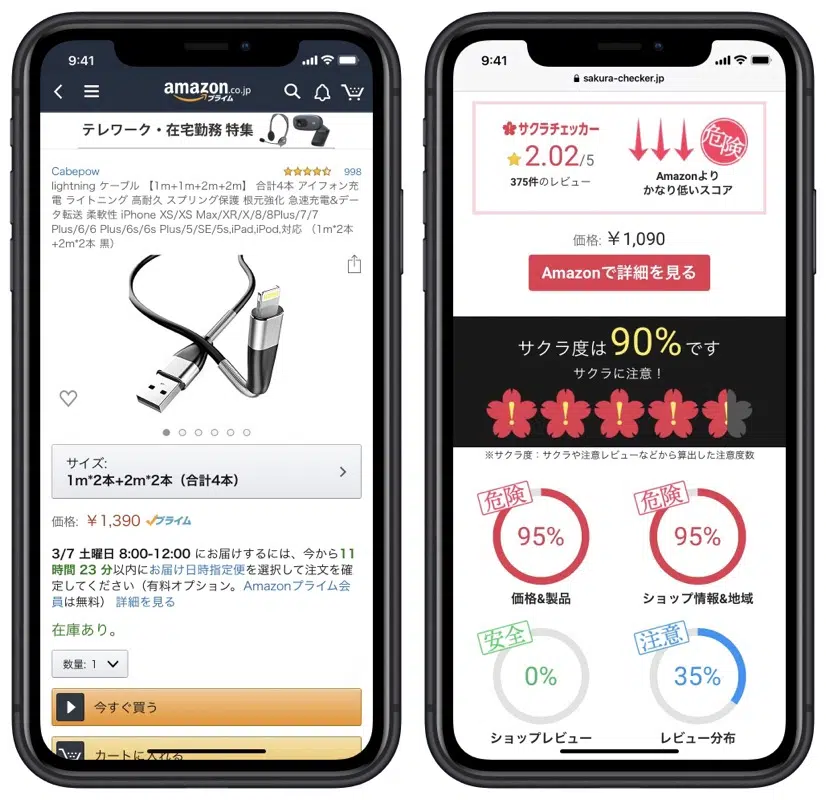 9:41
amazon.co.jp
プライム
テレワーク・在宅勤務 特集
Cabepow
998
lightning ケーブル 【1m+1m+2m+2m】 合計4本 アイフォン充
電 ライトニング 高耐久 スプリング保護 根元強化 急速充電&デー
タ転送 柔軟性 iPhone XS/XS Max/XR/X/8/8Plus/7/7
Plus/6/6 Plus/6s/6s Plus/5/SE/5s,iPad,iPod,対応 （1m*2本
+2m*2本 黒）
サイズ:
1m*2本+2m*2本（合計4本）
価格: ￥1,390 プライム
3/7 土曜日 8:00-12:00 にお届けするには、今から11
時間 23 分以内にお届け日時指定便を選択して注文を確
定してください（有料オプション。Amazonプライム会
員は無料） 詳細を見る
在庫あり。
数量: 1
今すぐ買う
カートに入れる
9:41
sakura-checker.jp
サクラチェッカー
2.02/5
375件のレビュー
危険
Amazonより
かなり低いスコア
価格: ￥1,090
Amazonで詳細を見る
サクラ度は90%です
サクラに注意！
! ! ! ! !
※サクラ度：サクラや注意レビューなどから算出した注意度数
危険
95%
価格&製品
危険
95%
ショップ情報&地域
安全
0%
ショップレビュー
注意
35%
レビュー分布